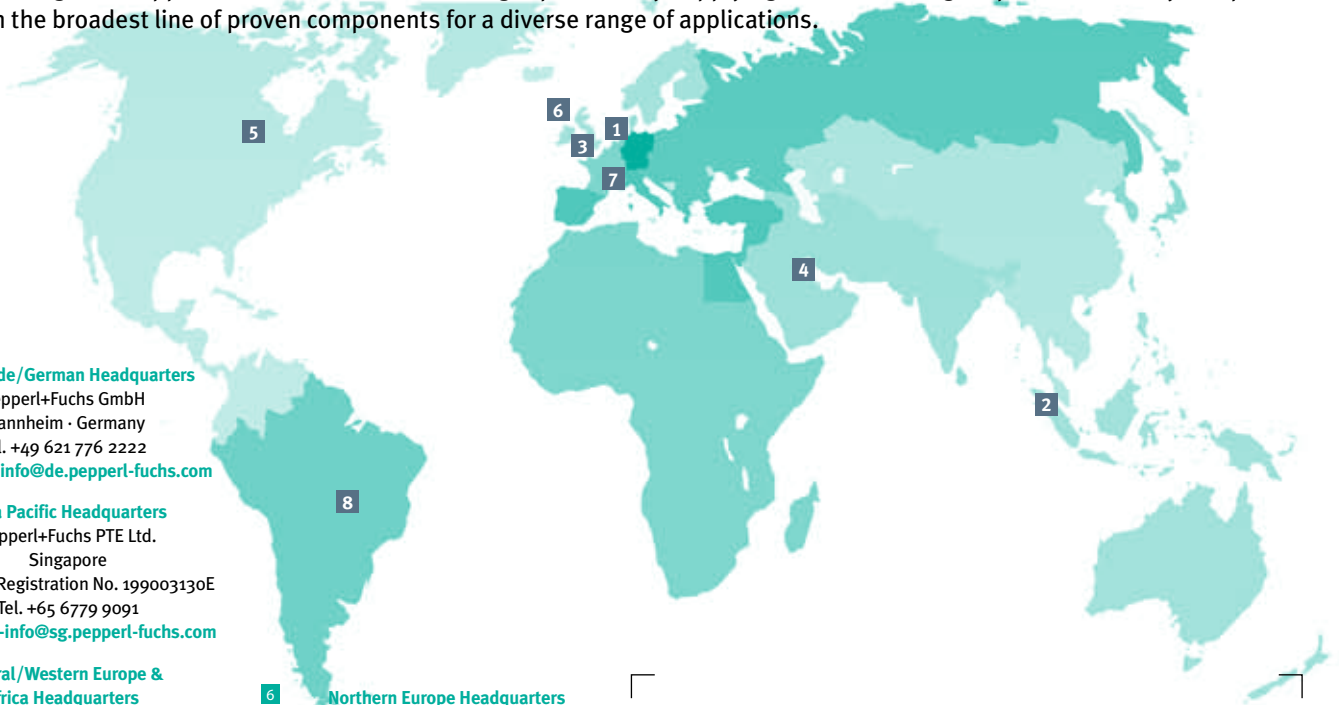 n the broadest line of proven components for a diverse range of applications.
6
1
5
3
7
4
2
8
de/German Headquarters
epperl+Fuchs GmbH
annheim · Germany
l. +49 621 776 2222
info@de.pepperl-fuchs.com
Pacific Headquarters
pperl+Fuchs PTE Ltd.
Singapore
Registration No. 199003130E
Tel. +65 6779 9091
-info@sg.pepperl-fuchs.com
ral/Western Europe &
frica Headquarters
6 Northern Europe Headquarters